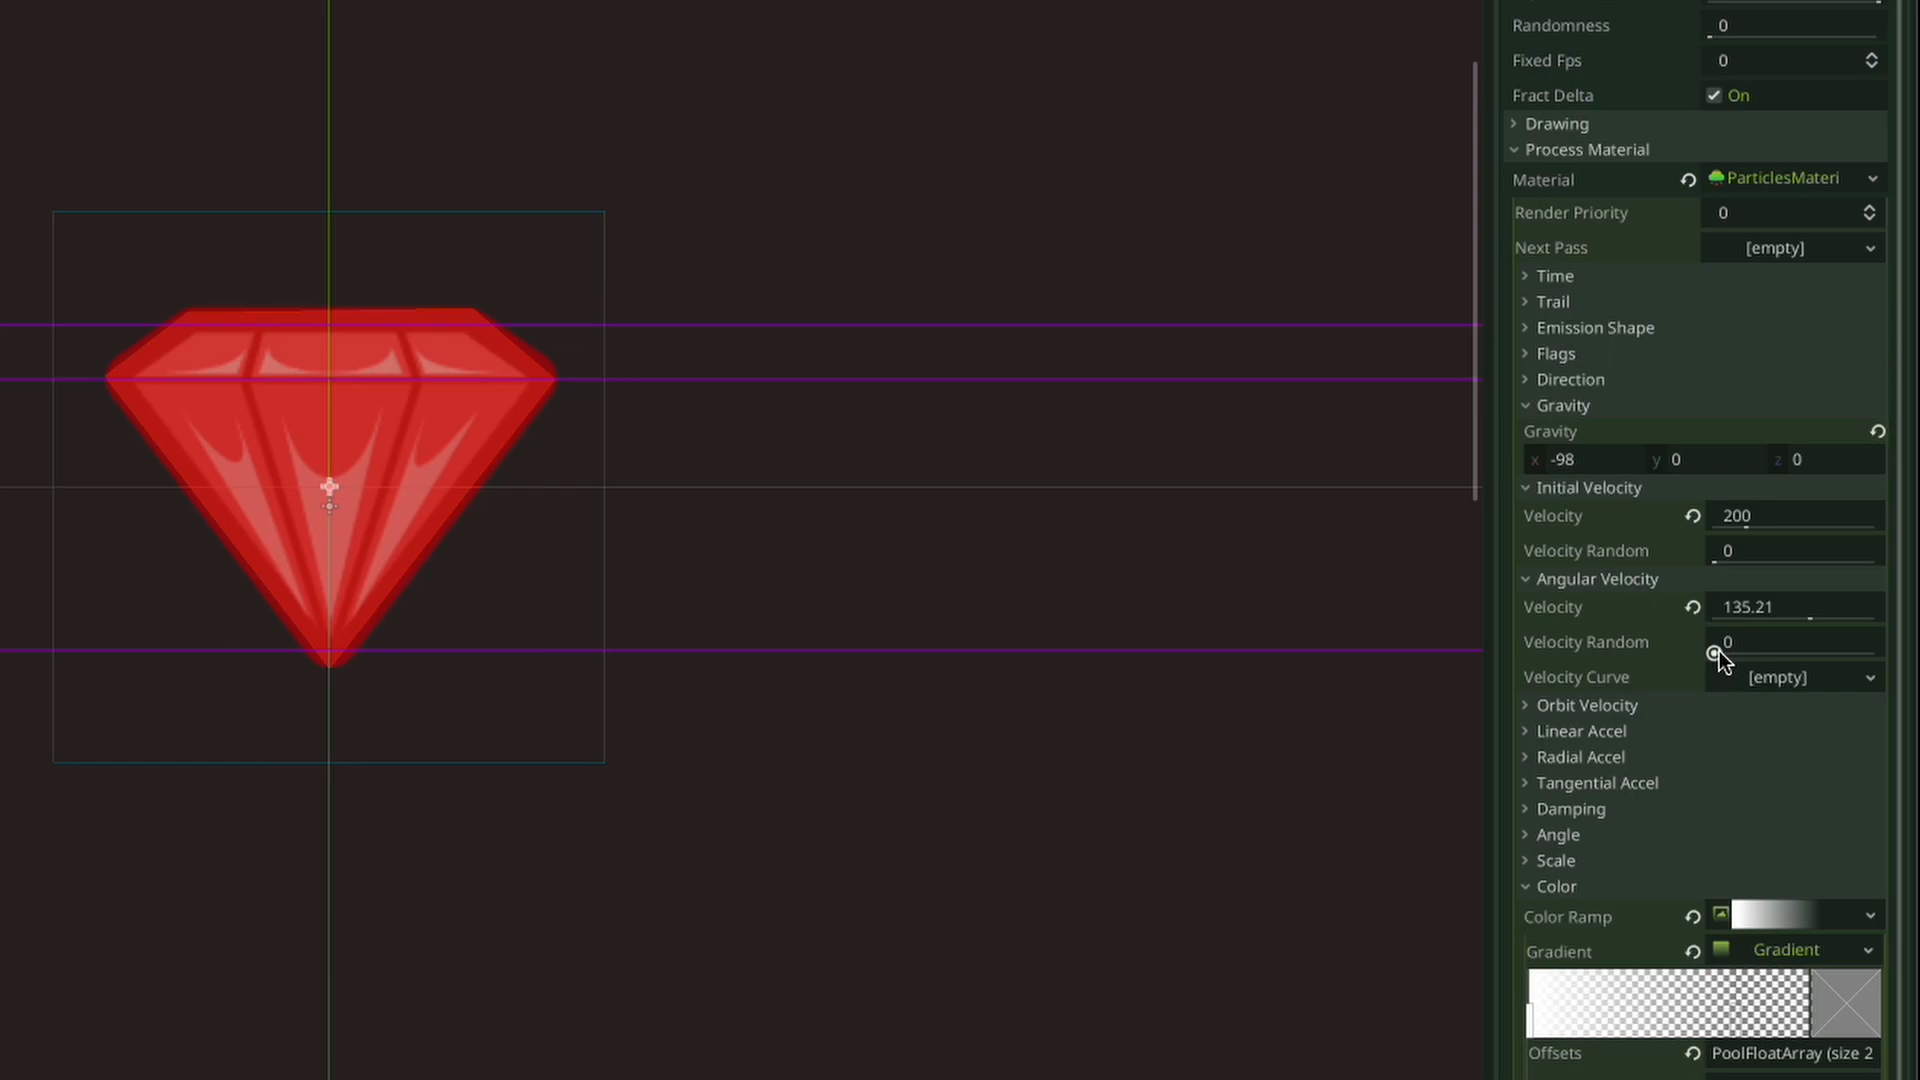 Randomness 0
Fixed Fps 0
Fract Delta On
Drawing
Process Material
Material ParticlesMateri
Render Priority 0
Next Pass [empty]
Time
Trail
Emission Shape
Flags
Direction
Gravity
Gravity
x -98 y 0 z 0
Initial Velocity
Velocity 200
Velocity Random 0
Angular Velocity
Velocity 135.21
Velocity Random 0
Velocity Curve [empty]
Orbit Velocity
Linear Accel
Radial Accel
Tangential Accel
Damping
Angle
Scale
Color
Color Ramp
Gradient Gradient
Offsets PoolFloatArray (size 2